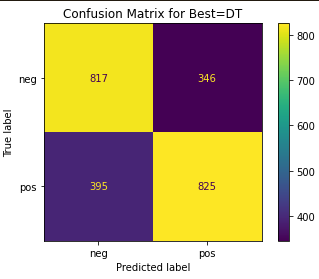 Confusion Matrix for Best=DT
neg
817
346
pos
395
825
neg
pos
True label
Predicted label
800
700
600
500
400